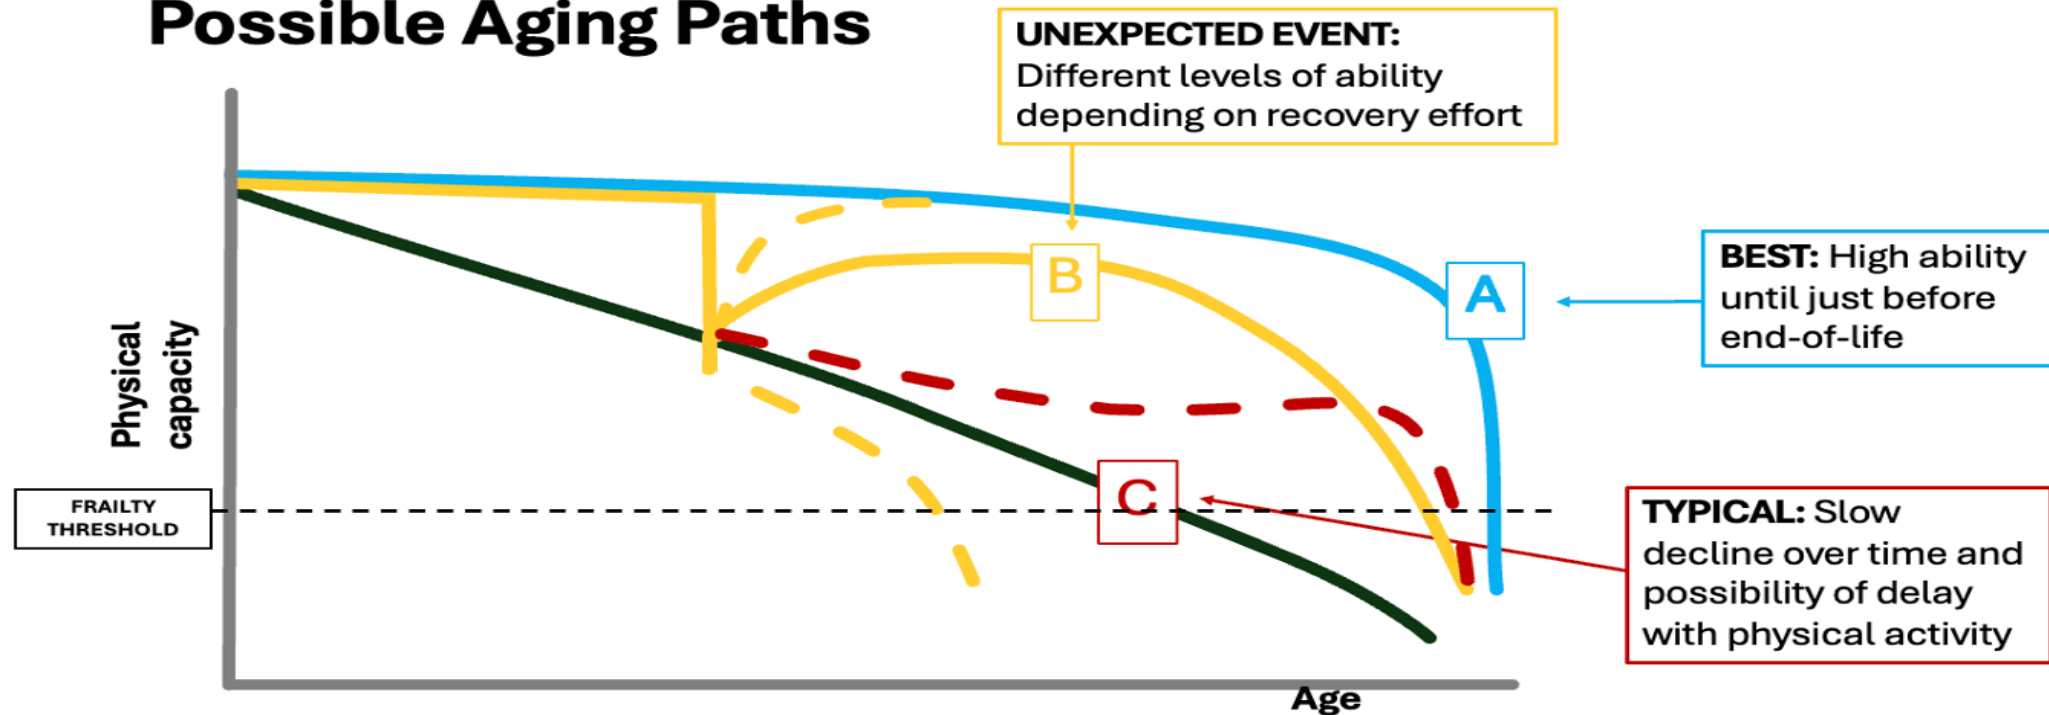 Possible Aging Paths
UNEXPECTED EVENT:
Different levels of ability
depending on recovery effort
B
A
BEST: High ability
until just before
end-of-life
Physical
capacity
C
FRAILTY
THRESHOLD
TYPICAL: Slow
decline over time and
possibility of delay
with physical activity
Age